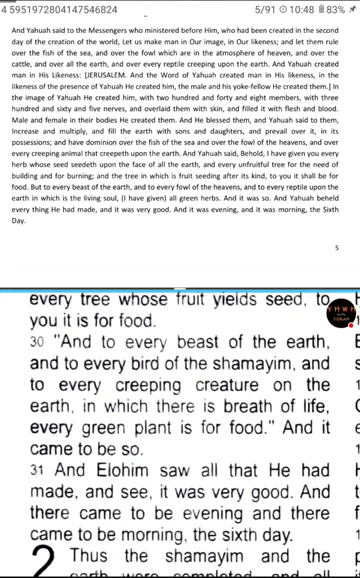 4 5951972804147546824 5/91 10:48 83%
And Yahuah said to the Messengers who ministered before Him, who had been created in the second
day of the creation of the world, Let us make man in Our image, in Our Likeness; and let them rule
over the fish of the sea, and over the fowl which are in the atmosphere of heaven, and over the
cattle, and over all the earth, and over every reptile creeping upon the earth. And Yahuah created
man in His Likeness: [JERUSALEM. And the Word of Yahuah created man in His likeness, in the
likeness of the presence of Yahuah He created him, the male and his yoke-fellow He created them.] In
the image of Yahuah He created him, with two hundred and forty and eight members, with three
hundred and sixty and five nerves, and overlaid them with skin, and filled it with flesh and blood.
Male and female in their bodies He created them. And He blessed them, and Yahuah said to them,
Increase and multiply, and fill the earth with sons and daughters, and prevail over it, in its
possessions; and have dominion over the fish of the sea and over the fowl of the heavens, and over
every creeping animal that creepeth upon the earth. And Yahuah said, Behold, I have given you every
herb whose seed seedeth upon the face of all the earth, and every unfruitful tree for the need of
building and for burning; and the tree in which is fruit seeding after its kind, to you it shall be for
food. But to every beast of the earth, and to every fowl of the heavens, and to every reptile upon the
earth in which is the living soul, (I have given) all green herbs. And it was so. And Yahuah beheld
every thing He had made, and it was very good. And it was evening, and it was morning, the Sixth
Day.
5
every tree whose fruit yields seed, to
you it is for food.
30 "And to every beast of the earth,
and to every bird of the shamayim, and
to every creeping creature on the
earth, in which there is breath of life,
every green plant is for food." And it
came to be so.
31 And Elohim saw all that He had
made, and see, it was very good. And
there came to be evening and there
came to be morning, the sixth day.
2 Thus the shamayim and the
earth were completed, and all